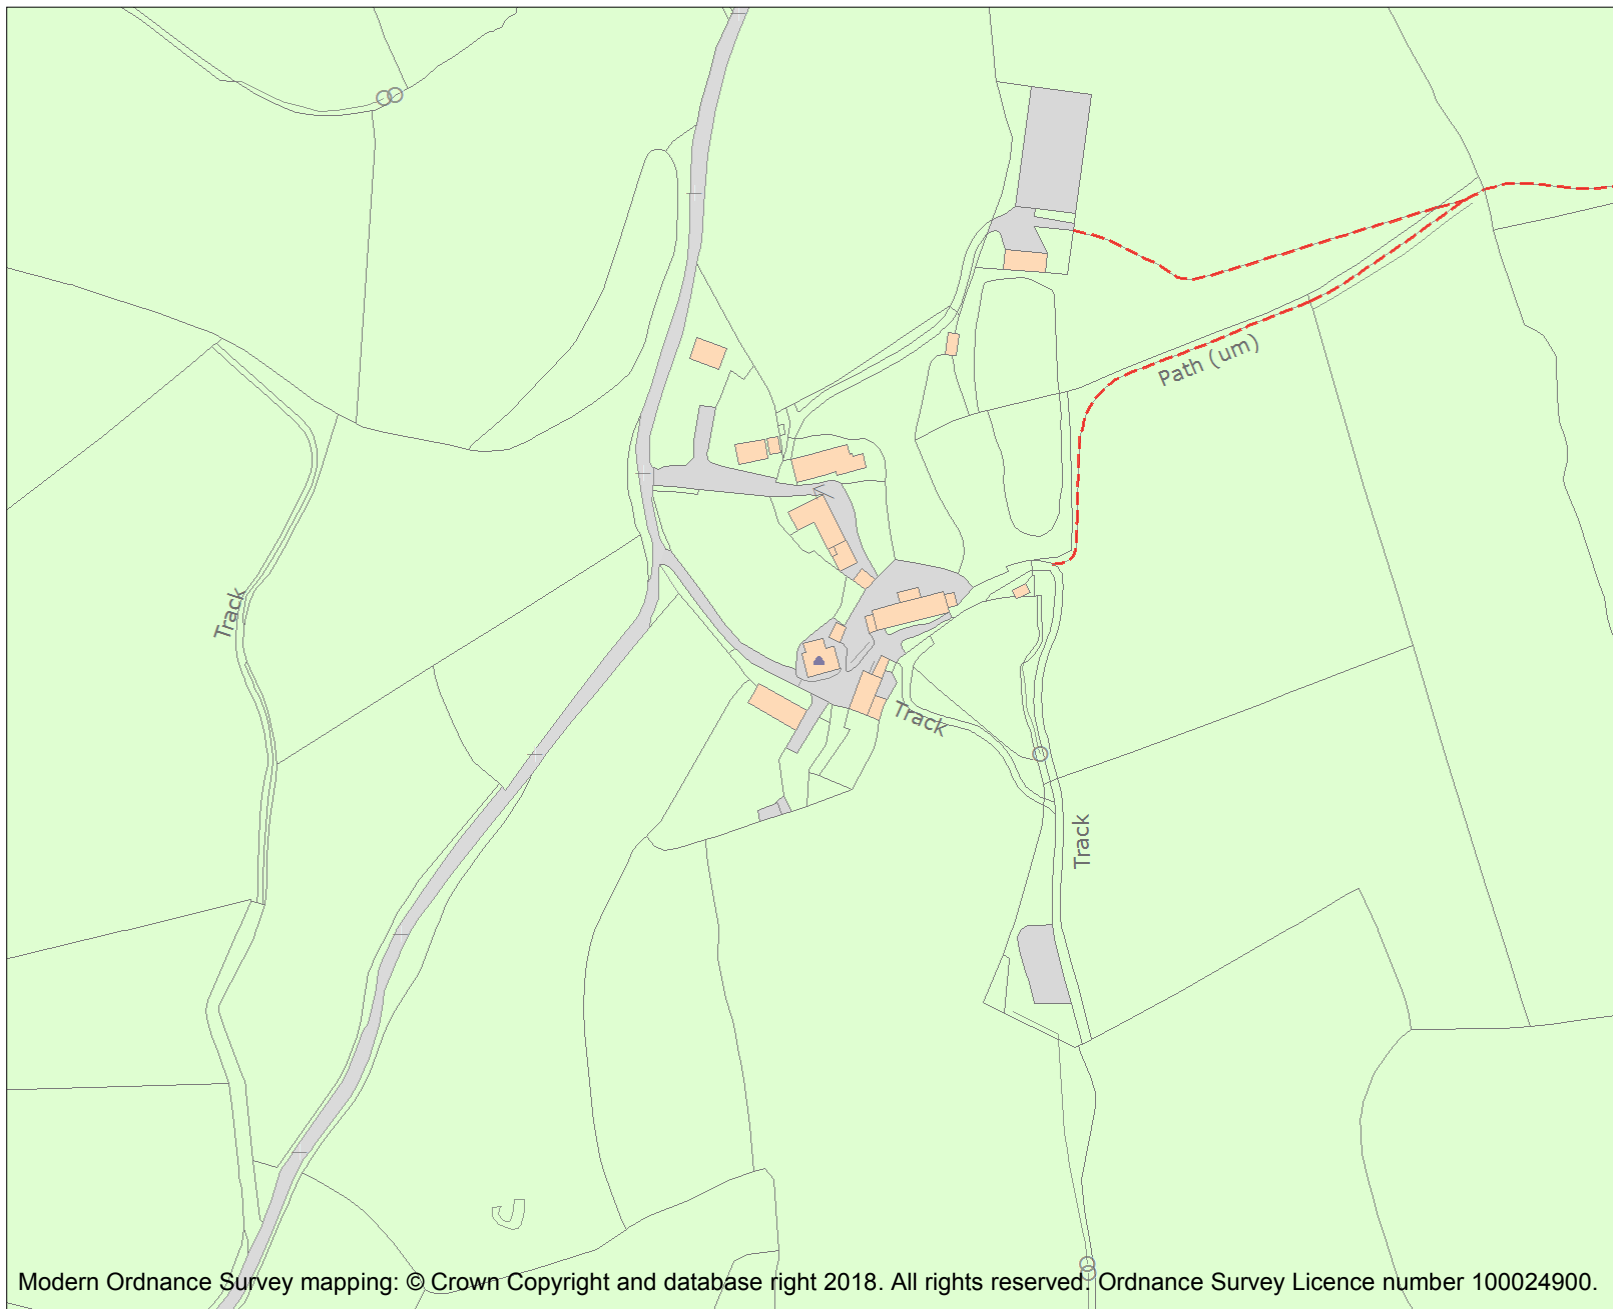 Path (um)
Track
Track
Track
Modern Ordnance Survey mapping: © Crown Copyright and database right 2018. All rights reserved. Ordnance Survey Licence number 100024900.